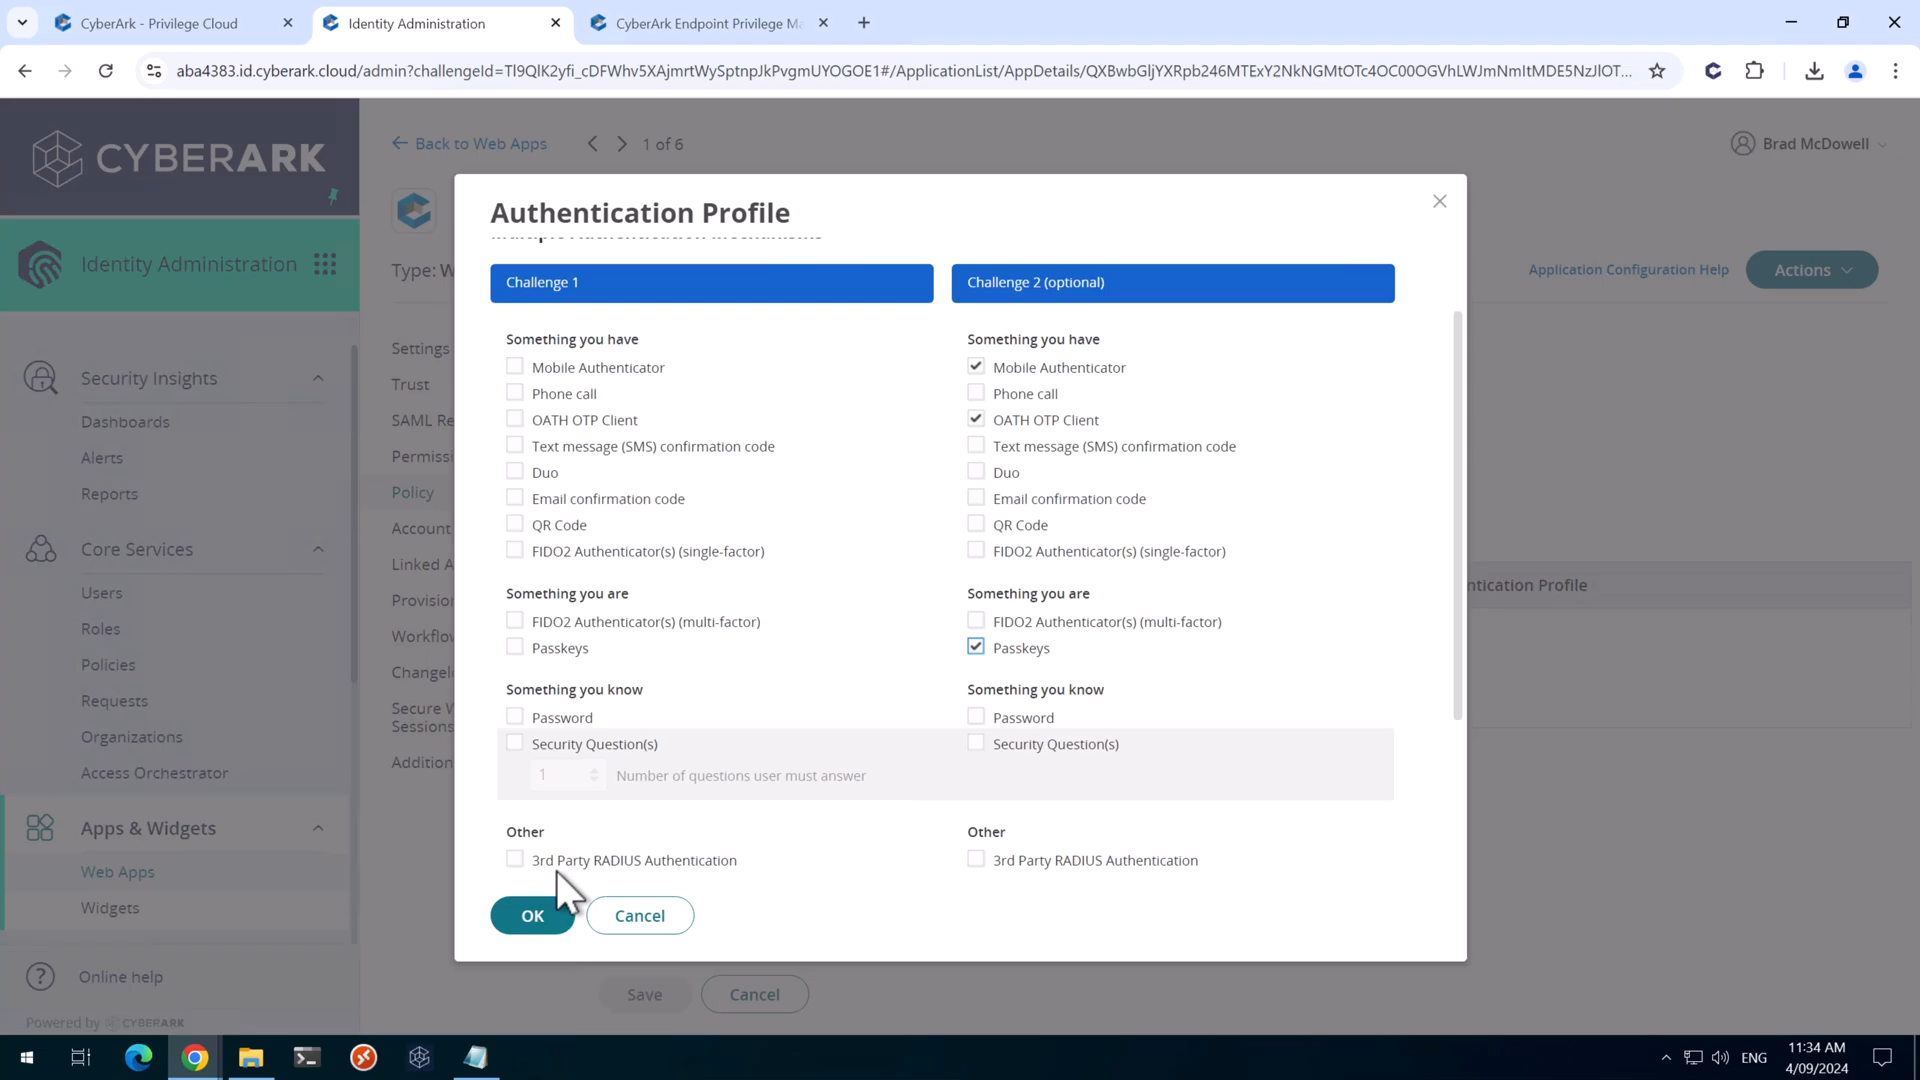 CyberArk - Privilege Cloud
Identity Administration
CyberArk Endpoint Privilege Ma
aba4383.id.cyberark.cloud/admin?challengeId=Tl9QlK2yfi_cDFWhv5XAjmrtWySptnpJkPvgmUYOGOE1#/ApplicationList/AppDetails/QXBwbGljYXRpb246MTExY2NkNGMtOTc4OC00OGVhLWJmNmItMDE5NzJlOT...
CYBERARK
Identity Administration
Security Insights
Dashboards
Alerts
Reports
Core Services
Users
Roles
Policies
Requests
Organizations
Access Orchestrator
Apps & Widgets
Web Apps
Widgets
Online help
Powered by CYBERARK
Back to Web Apps
1 of 6
Brad McDowell
Type: W
Application Configuration Help
Actions
Settings
Trust
SAML Re
Permissi
Policy
Account
Linked A
Provision
Workflow
Changel
Secure W
Sessions
Addition
ntication Profile
Save
Cancel
Authentication Profile
Multiple Authentication Mechanisms
Challenge 1
Challenge 2 (optional)
Something you have
Something you have
Mobile Authenticator
Mobile Authenticator
Phone call
Phone call
OATH OTP Client
OATH OTP Client
Text message (SMS) confirmation code
Text message (SMS) confirmation code
Duo
Duo
Email confirmation code
Email confirmation code
QR Code
QR Code
FIDO2 Authenticator(s) (single-factor)
FIDO2 Authenticator(s) (single-factor)
Something you are
Something you are
FIDO2 Authenticator(s) (multi-factor)
FIDO2 Authenticator(s) (multi-factor)
Passkeys
Passkeys
Something you know
Something you know
Password
Password
Security Question(s)
Security Question(s)
1 Number of questions user must answer
Other
Other
3rd Party RADIUS Authentication
3rd Party RADIUS Authentication
OK
Cancel
ENG
11:34 AM
4/09/2024